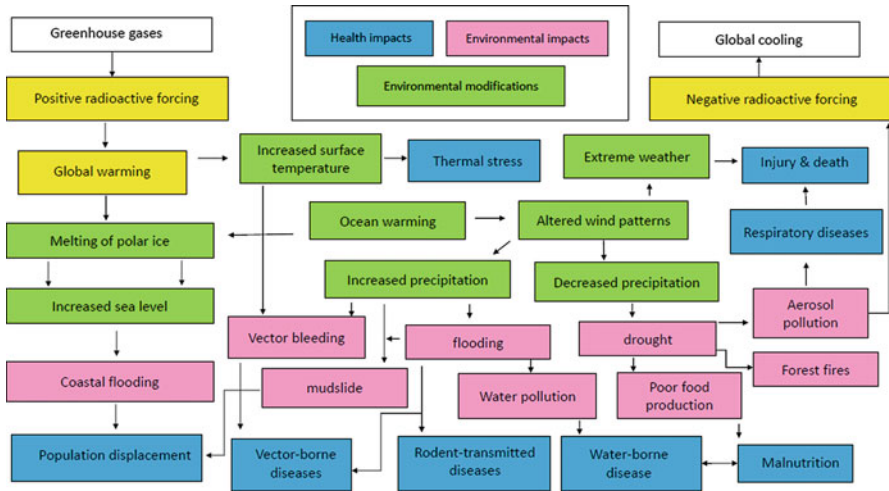 Greenhouse gases
Health impacts
Environmental impacts
Environmental modifications
Global cooling
Positive radioactive forcing
Negative radioactive forcing
Global warming
Increased surface
temperature
Thermal stress
Extreme weather
Injury & death
Melting of polar ice
Ocean warming
Altered wind patterns
Respiratory diseases
Increased sea level
Increased precipitation
Decreased precipitation
Vector bleeding
flooding
drought
Aerosol
pollution
Coastal flooding
mudslide
Water pollution
Poor food
production
Forest fires
Population displacement
Vector-borne
diseases
Rodent-transmitted
diseases
Water-borne
disease
Malnutrition